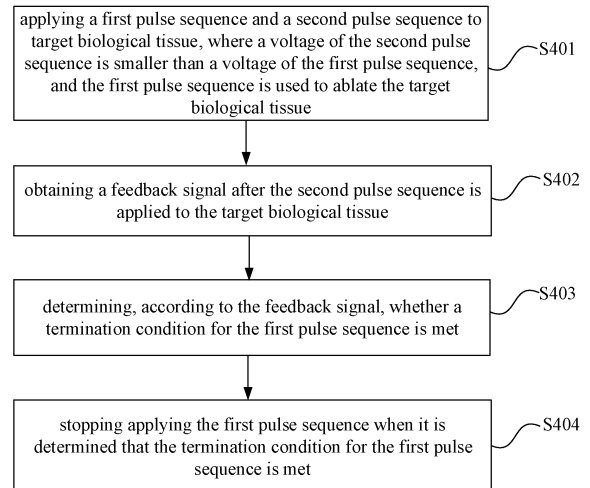 applying a first pulse sequence and a second pulse sequence to
target biological tissue, where a voltage of the second pulse
sequence is smaller than a voltage of the first pulse sequence,
and the first pulse sequence is used to ablate the target
biological tissue
S401
obtaining a feedback signal after the second pulse sequence is
applied to the target biological tissue
S402
determining, according to the feedback signal, whether a
termination condition for the first pulse sequence is met
S403
stopping applying the first pulse sequence when it is
determined that the termination condition for the first pulse
sequence is met
S404